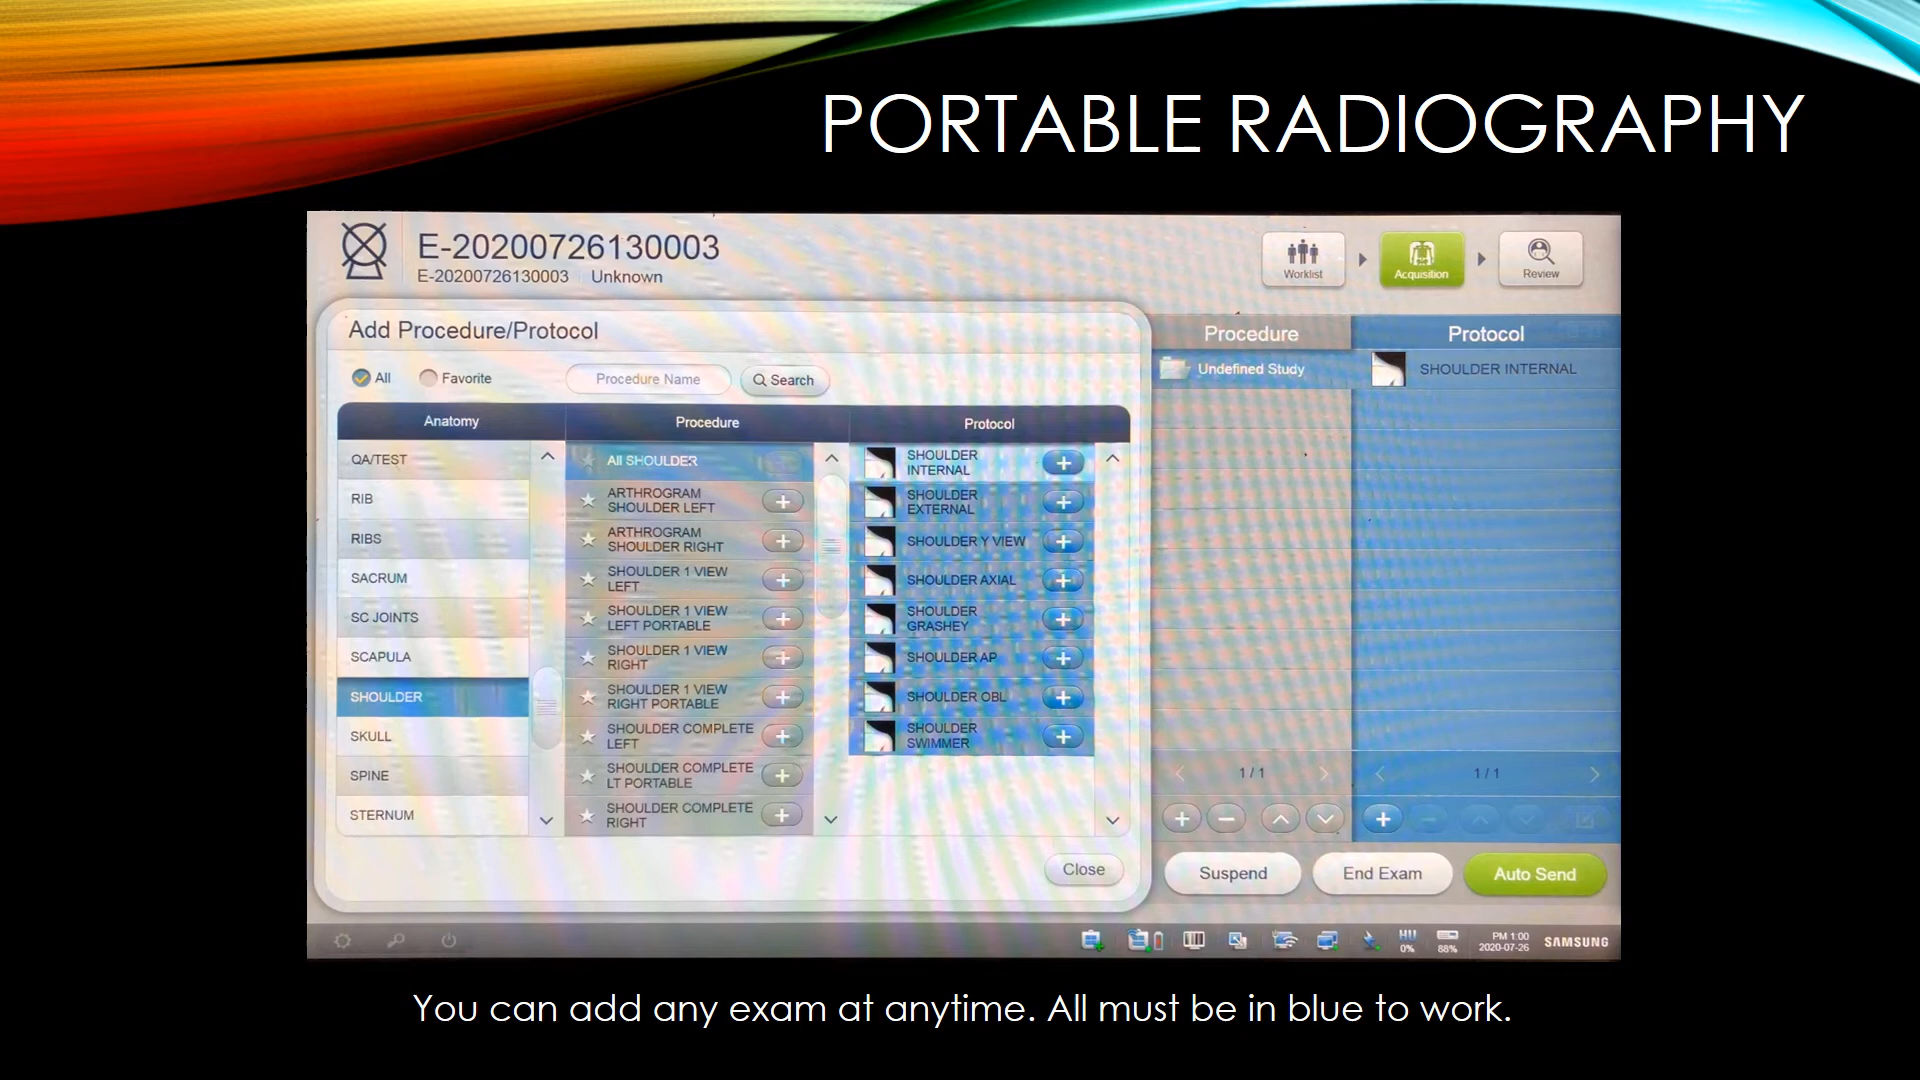 PORTABLE RADIOGRAPHY
E-20200726130003
E-20200726130003 Unknown
Worklist
Acquisition
Review
Add Procedure/Protocol
All
Favorite
Procedure Name
Search
Anatomy
Procedure
Protocol
QA/TEST
RIB
RIBS
SACRUM
SC JOINTS
SCAPULA
SHOULDER
SKULL
SPINE
STERNUM
All SHOULDER
ARTHROGRAM
SHOULDER LEFT
ARTHROGRAM
SHOULDER RIGHT
SHOULDER 1 VIEW
LEFT
SHOULDER 1 VIEW
LEFT PORTABLE
SHOULDER 1 VIEW
RIGHT
SHOULDER 1 VIEW
RIGHT PORTABLE
SHOULDER COMPLETE
LEFT
SHOULDER COMPLETE
LT PORTABLE
SHOULDER COMPLETE
RIGHT
SHOULDER
INTERNAL
SHOULDER
EXTERNAL
SHOULDER Y VIEW
SHOULDER AXIAL
SHOULDER
GRASHEY
SHOULDER AP
SHOULDER OBL
SHOULDER
SWIMMER
Close
Procedure
Protocol
Undefined Study
SHOULDER INTERNAL
1 / 1
1 / 1
Suspend
End Exam
Auto Send
HU
0%
88%
PM 1:00
2020-07-26
SAMSUNG
You can add any exam at anytime. All must be in blue to work.